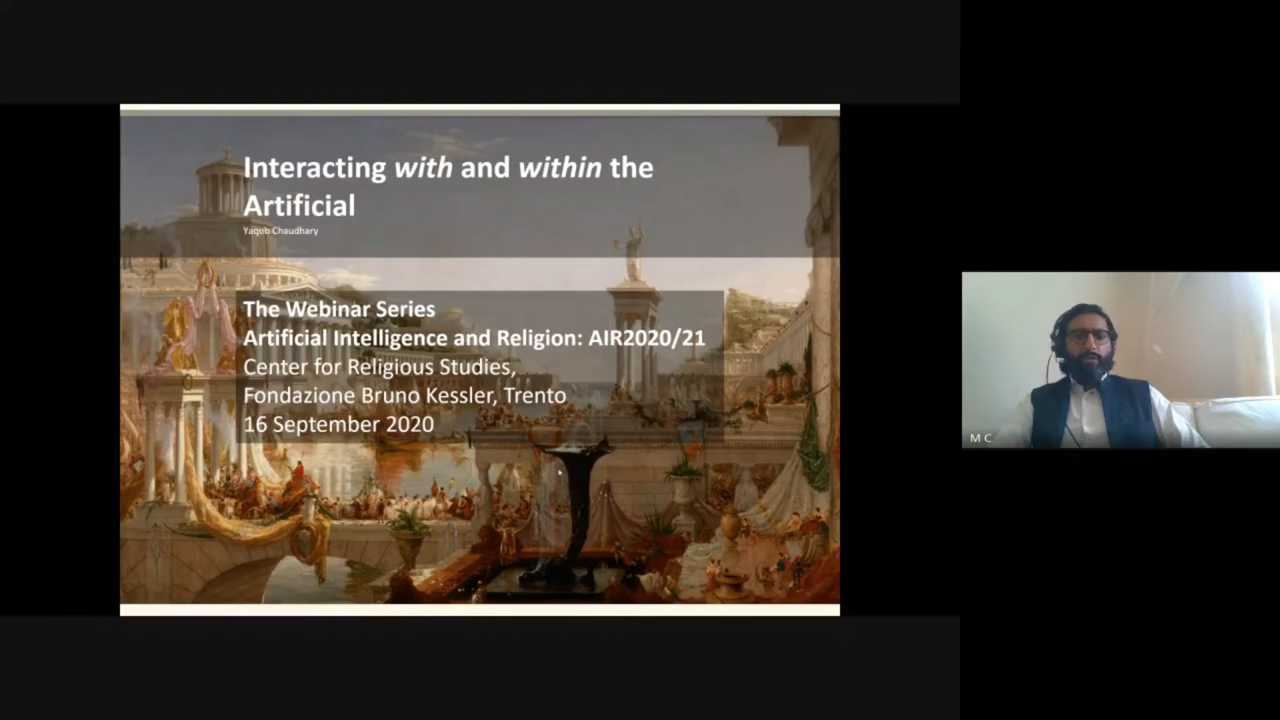 Interacting with and within the
Artificial
Yaqub Chaudhary
The Webinar Series
Artificial Intelligence and Religion: AIR2020/21
Center for Religious Studies,
Fondazione Bruno Kessler, Trento
16 September 2020
M C